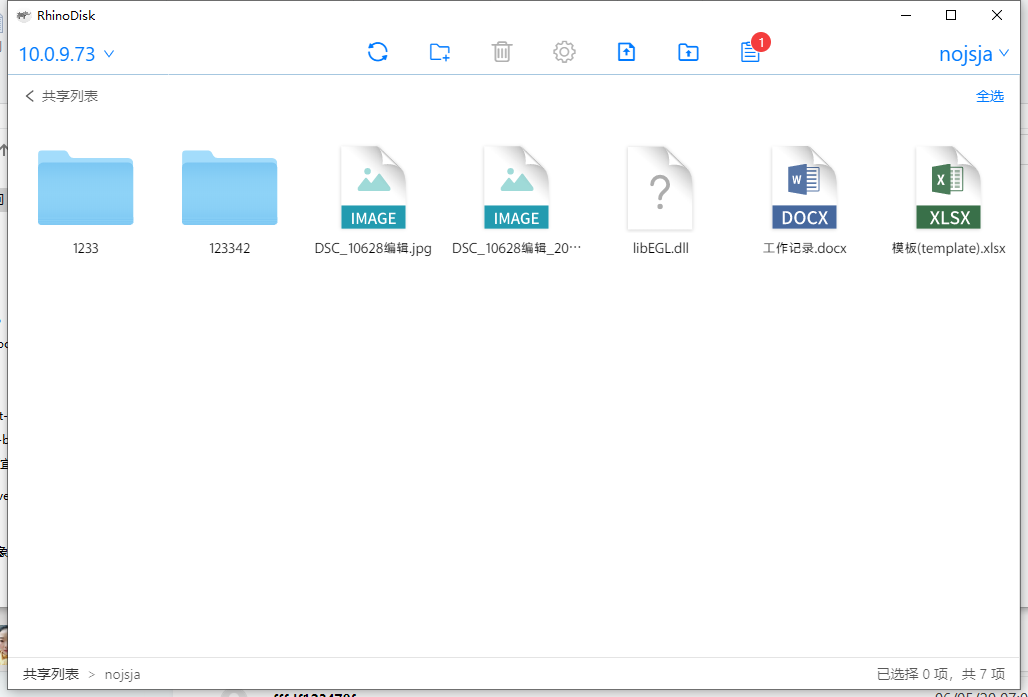 RhinoDisk
10.0.9.73
1
nojsja
共享列表
全选
IMAGE
IMAGE
?
DOCX
XLSX
1233
123342
DSC_10628编辑.jpg
DSC_10628编辑_20···
libEGL.dll
工作记录.docx
模板(template).xlsx
共享列表 > nojsja
已选择 0 项，共 7 项